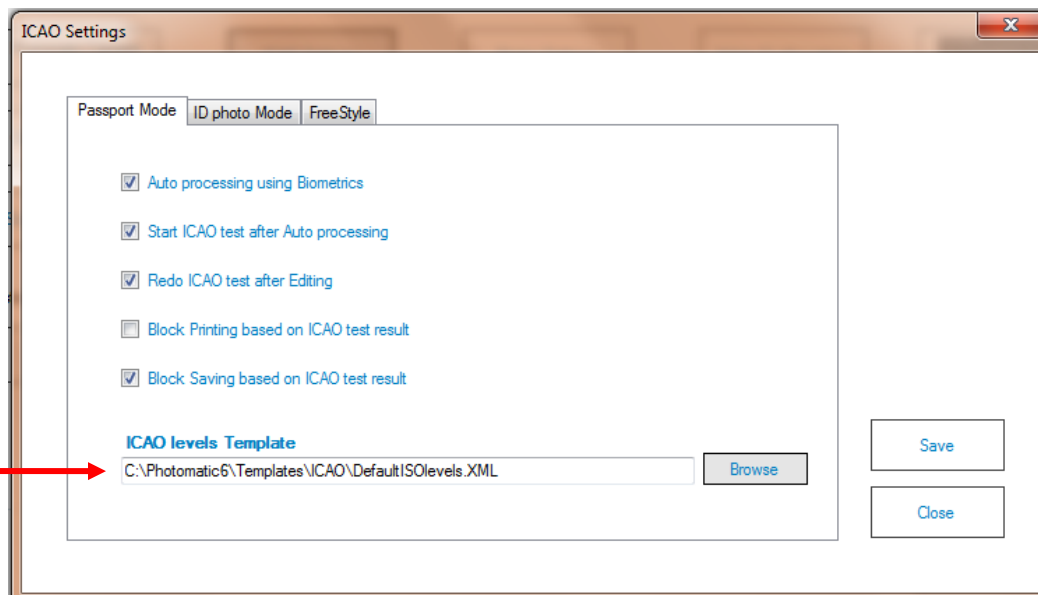 ICAO Settings
X
Passport Mode ID photo Mode FreeStyle
Auto processing using Biometrics
Start ICAO test after Auto processing
Redo ICAO test after Editing
Block Printing based on ICAO test result
Block Saving based on ICAO test result
ICAO levels Template
C:\Photomatic6\Templates\ICAO\DefaultISOlevels.XML Browse
Save
Close